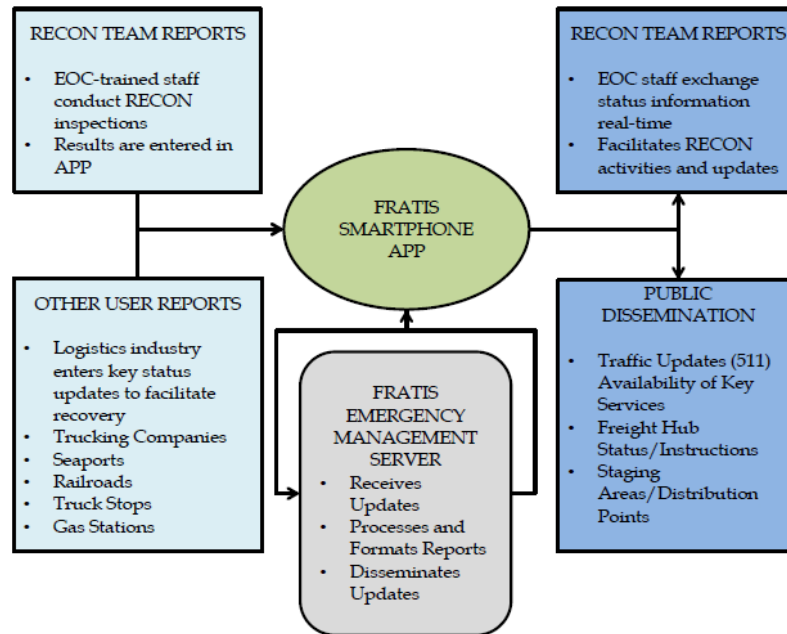 RECON TEAM REPORTS
• EOC-trained staff
conduct RECON
inspections
• Results are entered in
APP
RECON TEAM REPORTS
• EOC staff exchange
status information
real-time
• Facilitates RECON
activities and updates
FRATIS
SMARTPHONE
APP
OTHER USER REPORTS
• Logistics industry
enters key status
updates to facilitate
recovery
• Trucking Companies
• Seaports
• Railroads
• Truck Stops
• Gas Stations
FRATIS
EMERGENCY
MANAGEMENT
SERVER
• Receives
Updates
• Processes and
Formats Reports
• Disseminates
Updates
PUBLIC
DISSEMINATION
• Traffic Updates (511)
Availability of Key
Services
• Freight Hub
Status/Instructions
• Staging
Areas/Distribution
Points